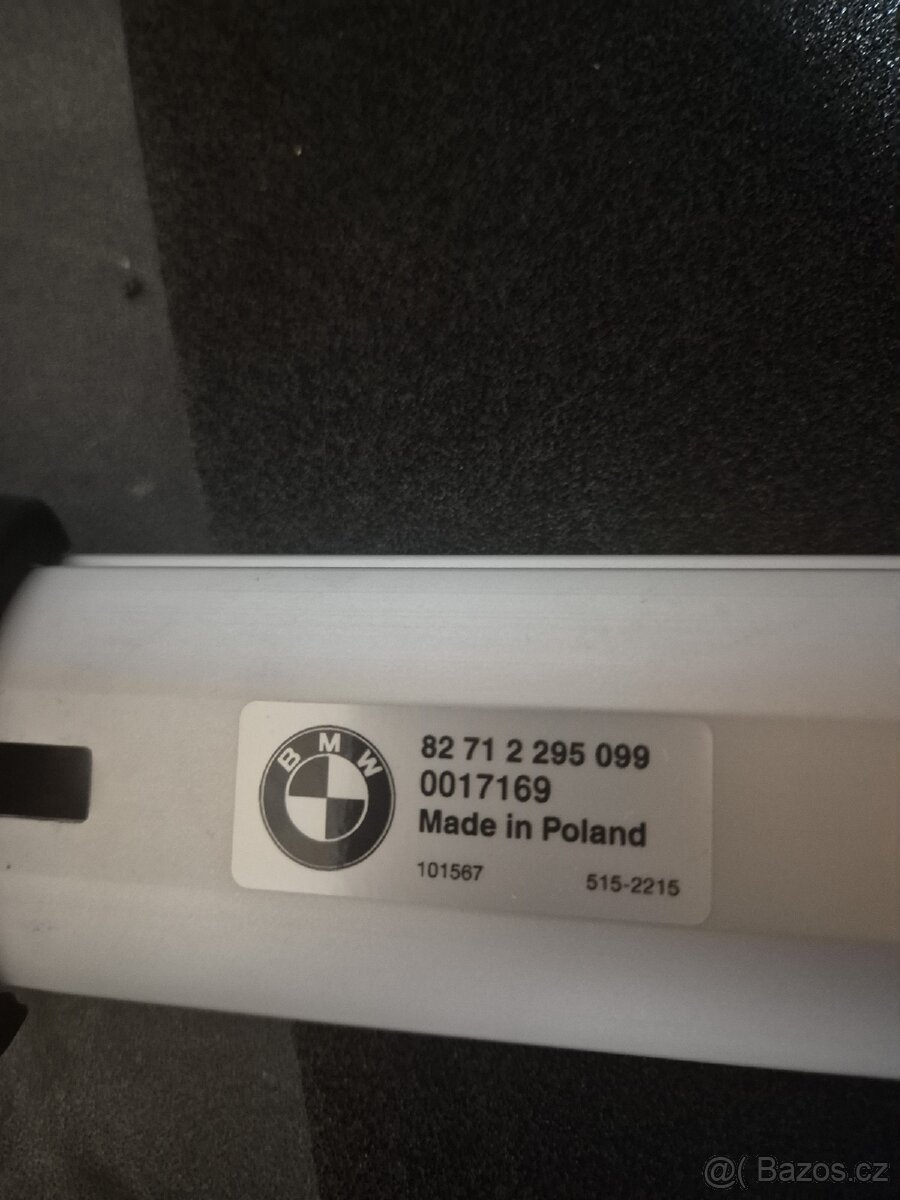 BMW
82 71 2 295 099
0017169
Made in Poland
101567 515-2215
@( Bazos.cz